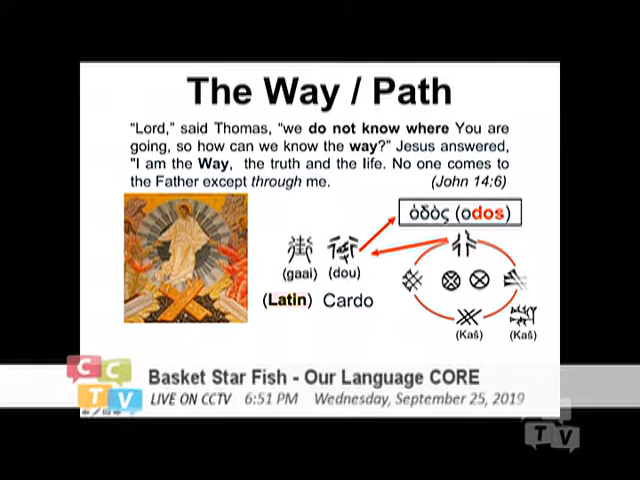 The Way / Path
“Lord,” said Thomas, “we do not know where You are
going, so how can we know the way?” Jesus answered,
"I am the Way, the truth and the life. No one comes to
the Father except through me. (John 14:6)
ὁδὸς (odos)
(gaai) (dou)
(Latin) Cardo
(Kaš) (Kaš)
CCTV
Basket Star Fish - Our Language CORE
LIVE ON CCTV 6:51 PM Wednesday, September 25, 2019
TV